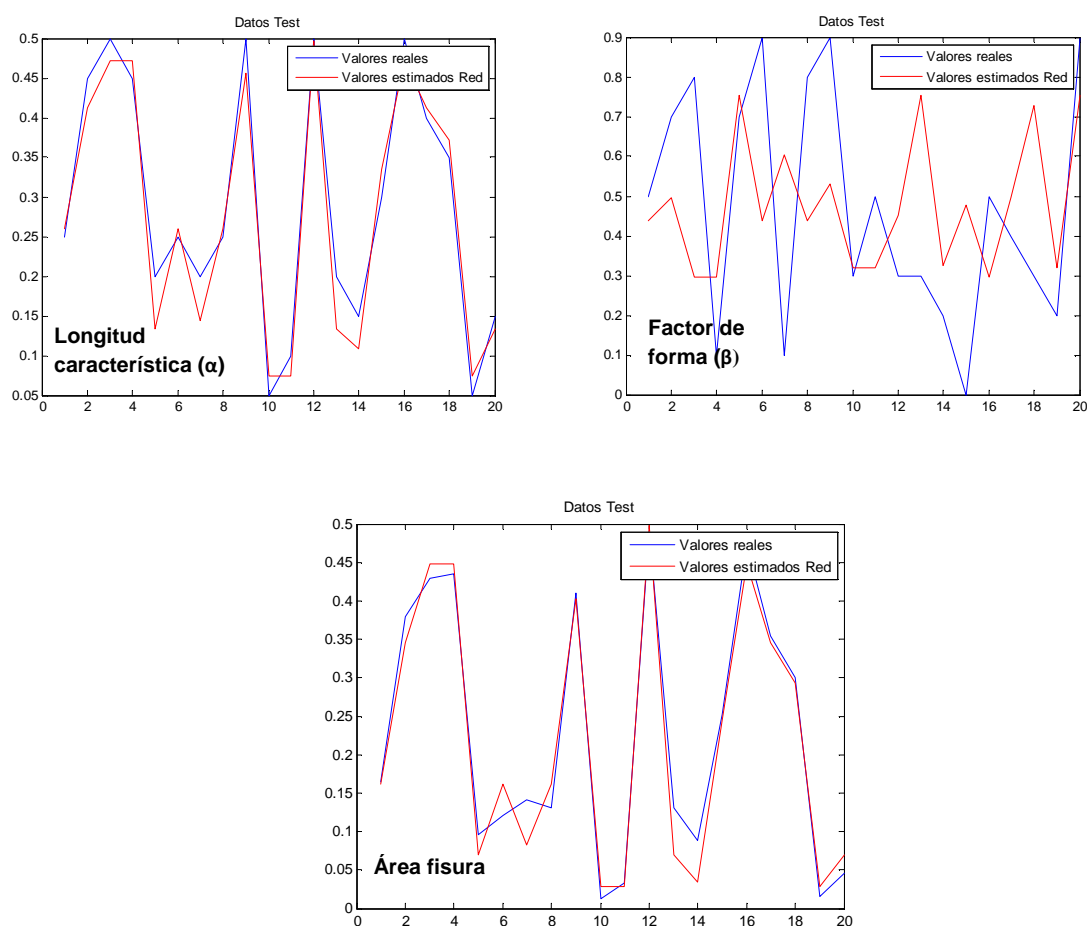 Datos Test
0.5
0.45
0.4
0.35
0.3
0.25
0.2
0.15
0.1
0.05
Valores reales
Valores estimados Red
Longitud
característica (α)
0 2 4 6 8 10 12 14 16 18 20
Datos Test
0.9
0.8
0.7
0.6
0.5
0.4
0.3
0.2
0.1
0
Valores reales
Valores estimados Red
Factor de
forma (β)
0 2 4 6 8 10 12 14 16 18 20
Datos Test
0.5
0.45
0.4
0.35
0.3
0.25
0.2
0.15
0.1
0.05
0
Valores reales
Valores estimados Red
Área fisura
0 2 4 6 8 10 12 14 16 18 20